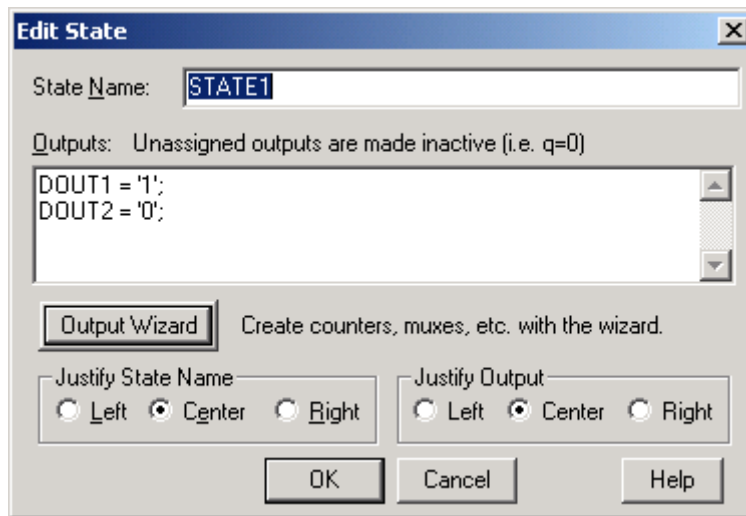 Edit State
State Name: STATE1
Outputs: Unassigned outputs are made inactive (i.e. q=0)
DOUT1 = '1';
DOUT2 = '0';
Output Wizard Create counters, muxes, etc. with the wizard.
Justify State Name Justify Output
Left Center Right Left Center Right
OK Cancel Help